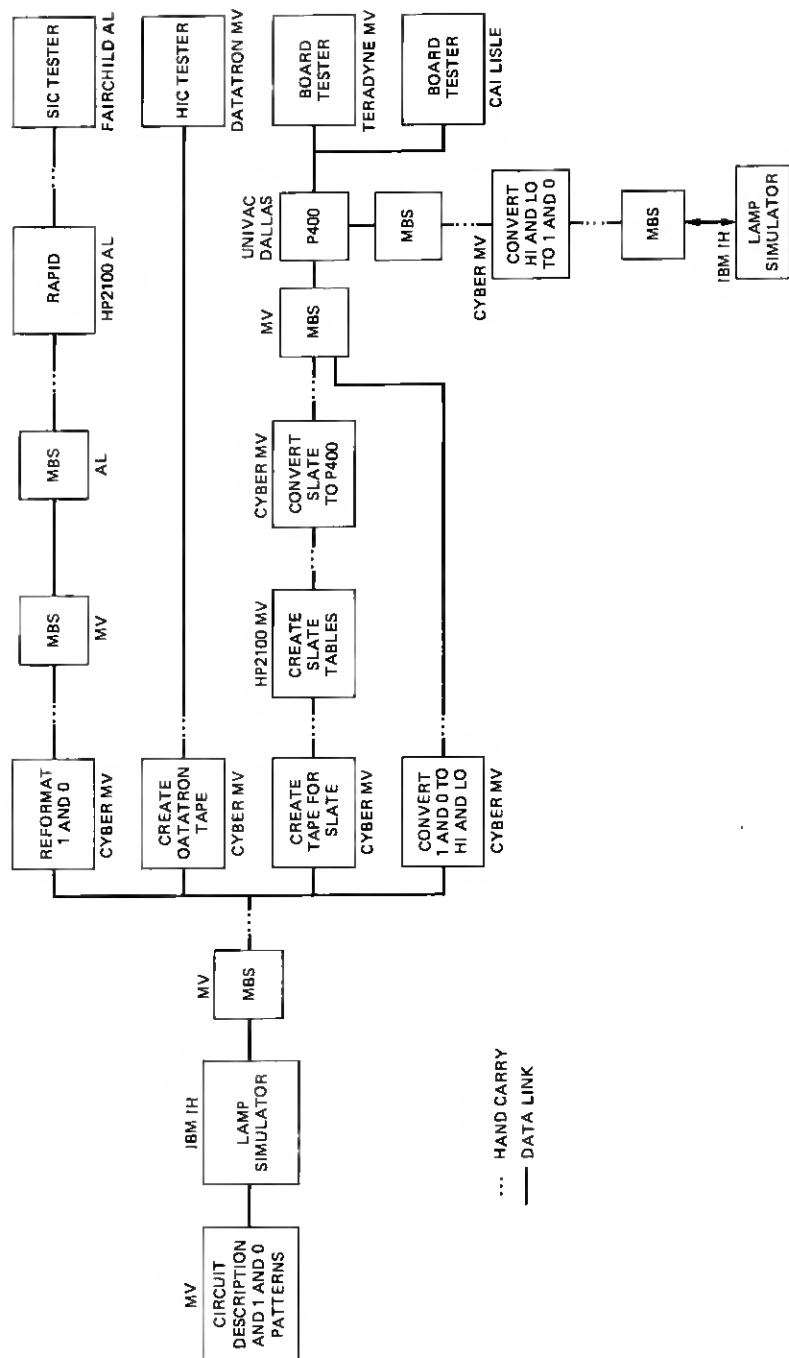 MV
CIRCUIT
DESCRIPTION
AND 1 AND 0
PATTERNS
IBM IH
LAMP
SIMULATOR
MV
MBS
REFORMAT
1 AND 0
CYBER MV
MBS
MV
MBS
AL
RAPID
HP2100 AL
SIC TESTER
FAIRCHILD AL
CREATE
OATATRON
TAPE
CYBER MV
HIC TESTER
DATATRON MV
CREATE
TAPE FOR
SLATE
CYBER MV
HP2100 MV
CREATE
SLATE
TABLES
CYBER MV
CONVERT
SLATE
TO P400
MV
MBS
UNIVAC
DALLAS
P400
BOARD
TESTER
TERADYNE MV
BOARD
TESTER
CAI LISLE
CONVERT
1 AND 0 TO
HI AND LO
CYBER MV
MBS
CYBER MV
CONVERT
HI AND LO
TO 1 AND 0
MBS
IBM IH
LAMP
SIMULATOR
··· HAND CARRY
— DATA LINK